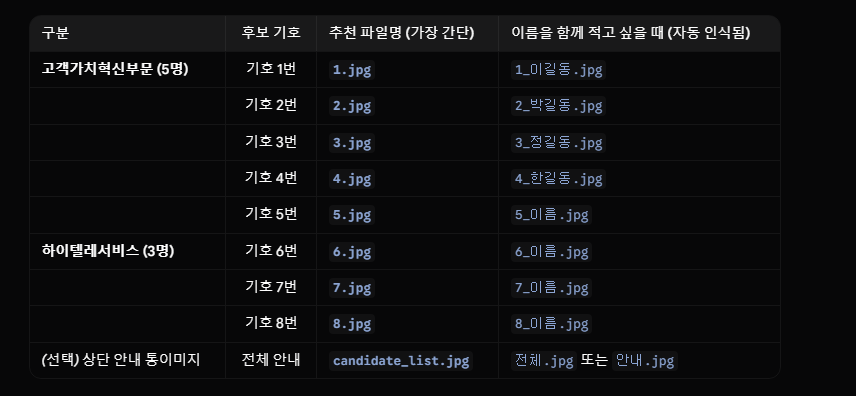 구분 후보 기호 추천 파일명 (가장 간단) 이름을 함께 적고 싶을 때 (자동 인식됨)
고객가치혁신부문 (5명) 기호 1번 1.jpg 1_이길동.jpg
기호 2번 2.jpg 2_박길동.jpg
기호 3번 3.jpg 3_정길동.jpg
기호 4번 4.jpg 4_한길동.jpg
기호 5번 5.jpg 5_이름.jpg
하이텔레서비스 (3명) 기호 6번 6.jpg 6_이름.jpg
기호 7번 7.jpg 7_이름.jpg
기호 8번 8.jpg 8_이름.jpg
(선택) 상단 안내 통이미지 전체 안내 candidate_list.jpg 전체.jpg 또는 안내.jpg